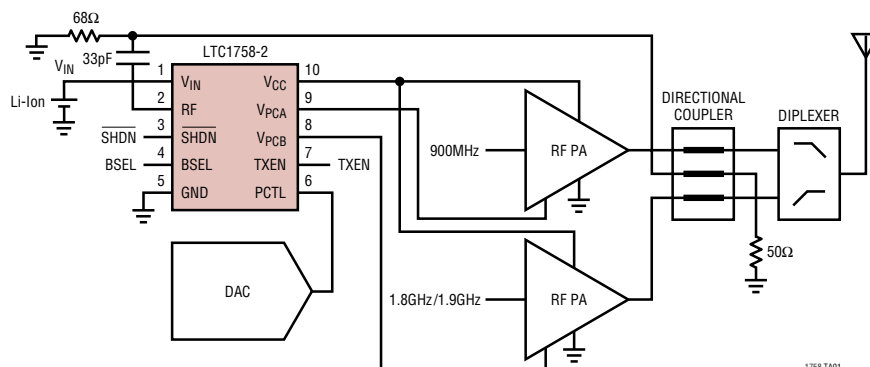 68Ω
33pF
LTC1758-2
VIN
Li-Ion
1
VIN
10
VCC
2
RF
9
VPCA
3
SHDN
SHDN
8
VPCB
4
BSEL
BSEL
7
TXEN
TXEN
5
GND
6
PCTL
DAC
900MHz
RF PA
1.8GHz/1.9GHz
RF PA
DIRECTIONAL
COUPLER
DIPLEXER
50Ω
1758 TA01